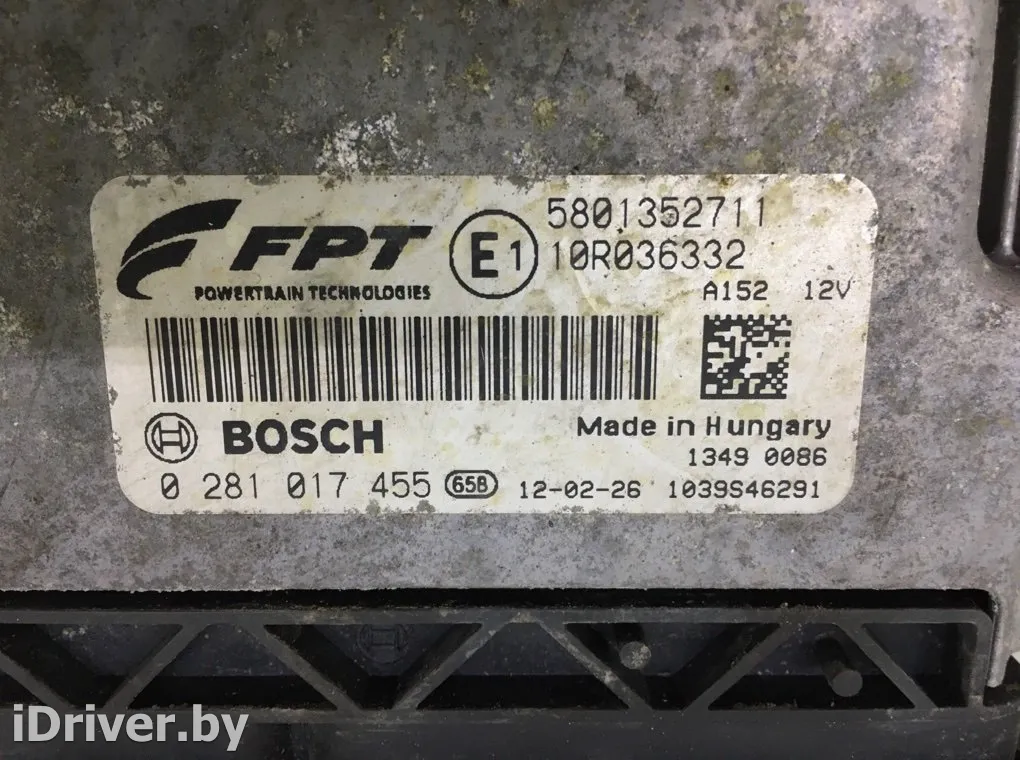 FPT
POWERTRAIN TECHNOLOGIES
E1
5801352711
10R036332
A152 12V
BOSCH
Made in Hungary
1349 0086
0 281 017 455 65B 12-02-26 1039S46291
iDriver.by